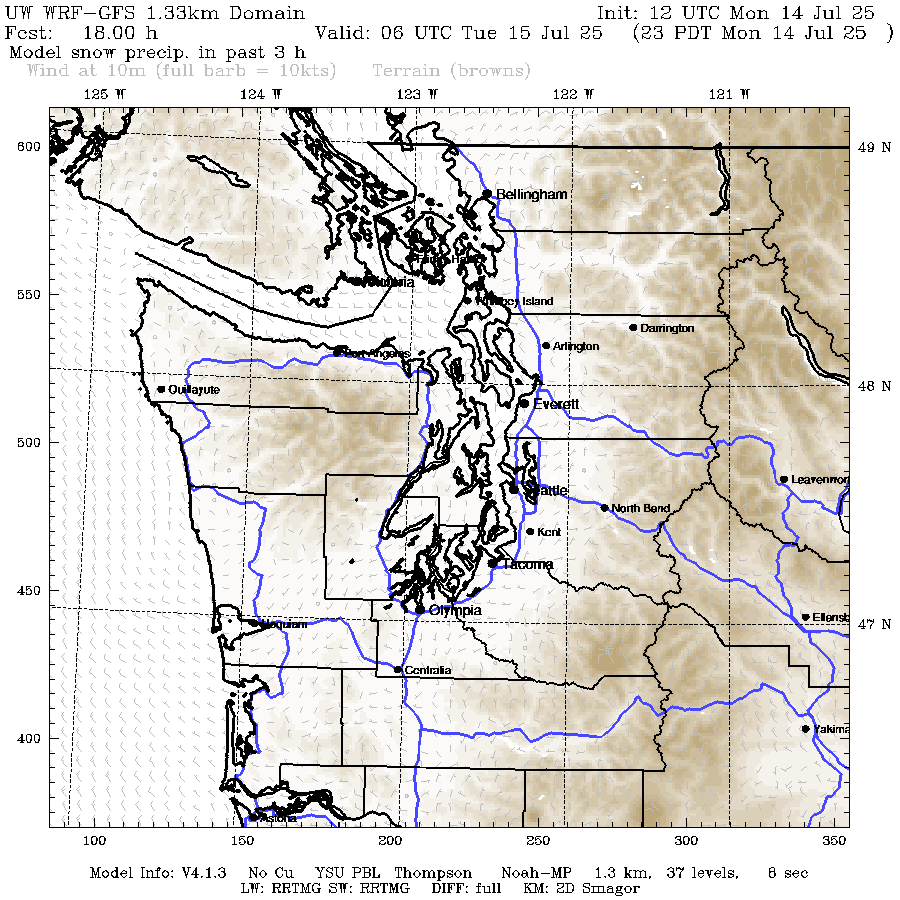 UW WRF-GFS 1.33km Domain Init: 12 UTC Mon 14 Jul 25
Fcst: 18.00 h Valid: 06 UTC Tue 15 Jul 25 (23 PDT Mon 14 Jul 25 )
Model snow precip. in past 3 h
Wind at 10m (full barb = 10kts) Terrain (browns)
125 W 124 W 123 W 122 W 121 W
600 49 N
Bellingham
Victoria
550 Whidbey Island
Darrington
Arlington
Port Angeles
48 N
Quillayute
Everett
500
Leavenwor
Seattle
North Bend
Kent
Tacoma
450
Olympia
Ellensb
Hoquiam 47 N
Centralia
400 Yakima
Astoria
100 150 200 250 300 350
Model Info: V4.1.3 No Cu YSU PBL Thompson Noah-MP 1.3 km, 37 levels, 8 sec
LW: RRTMG SW: RRTMG DIFF: full KM: 2D Smagor